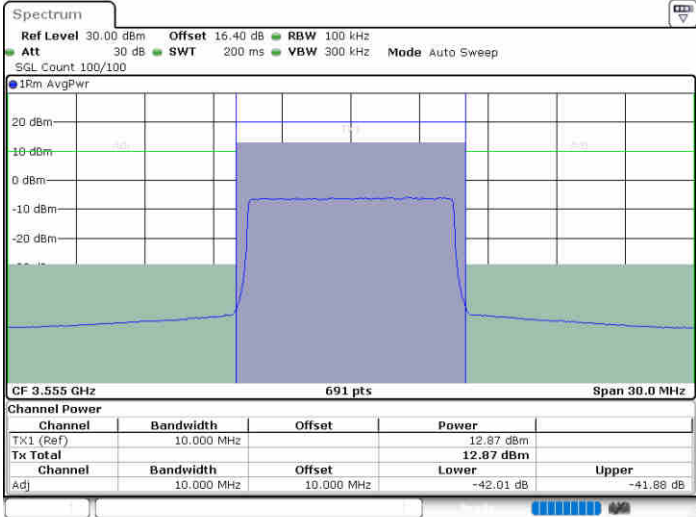 Spectrum
Ref Level 30.00 dBm Offset 16.40 dB RBW 100 kHz
Att 30 dB SWT 200 ms VBW 300 kHz Mode Auto Sweep
SGL Count 100/100
1Rm AvgPwr
20 dBm
10 dBm
0 dBm
-10 dBm
-20 dBm
CF 3.555 GHz 691 pts Span 30.0 MHz
Channel Power
Channel Bandwidth Offset Power
TX1 (Ref) 10.000 MHz 12.87 dBm
Tx Total 12.87 dBm
Channel Bandwidth Offset Lower Upper
Adj 10.000 MHz 10.000 MHz -42.01 dB -41.88 dB